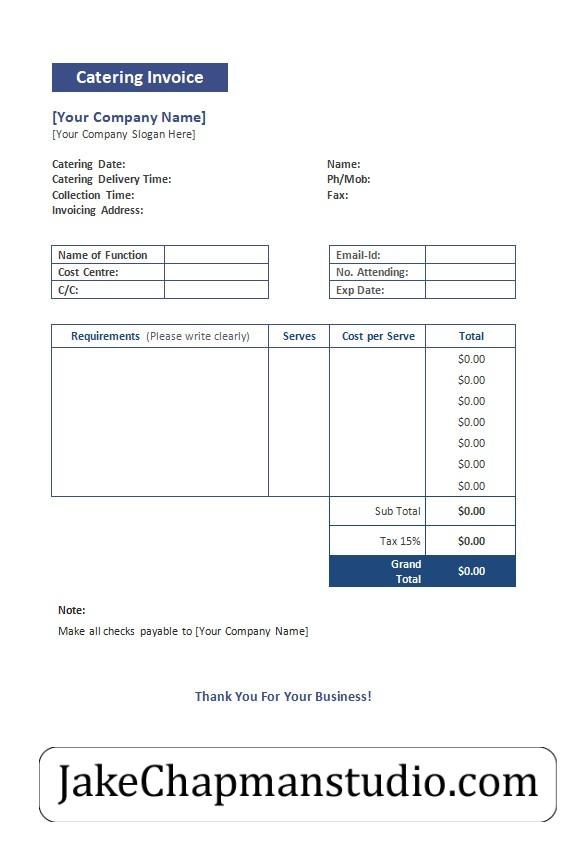 Catering Invoice
[Your Company Name]
[Your Company Slogan Here]
Catering Date:
Name:
Catering Delivery Time:
Ph/Mob:
Collection Time:
Fax:
Invoicing Address:
Name of Function
Email-Id:
Cost Centre:
No. Attending:
C/C:
Exp Date:
Requirements (Please write clearly) Serves Cost per Serve Total
$0.00
$0.00
$0.00
$0.00
$0.00
$0.00
$0.00
Sub Total $0.00
Tax 15% $0.00
Grand
Total $0.00
Note:
Make all checks payable to [Your Company Name]
Thank You For Your Business!
JakeChapmanstudio.com